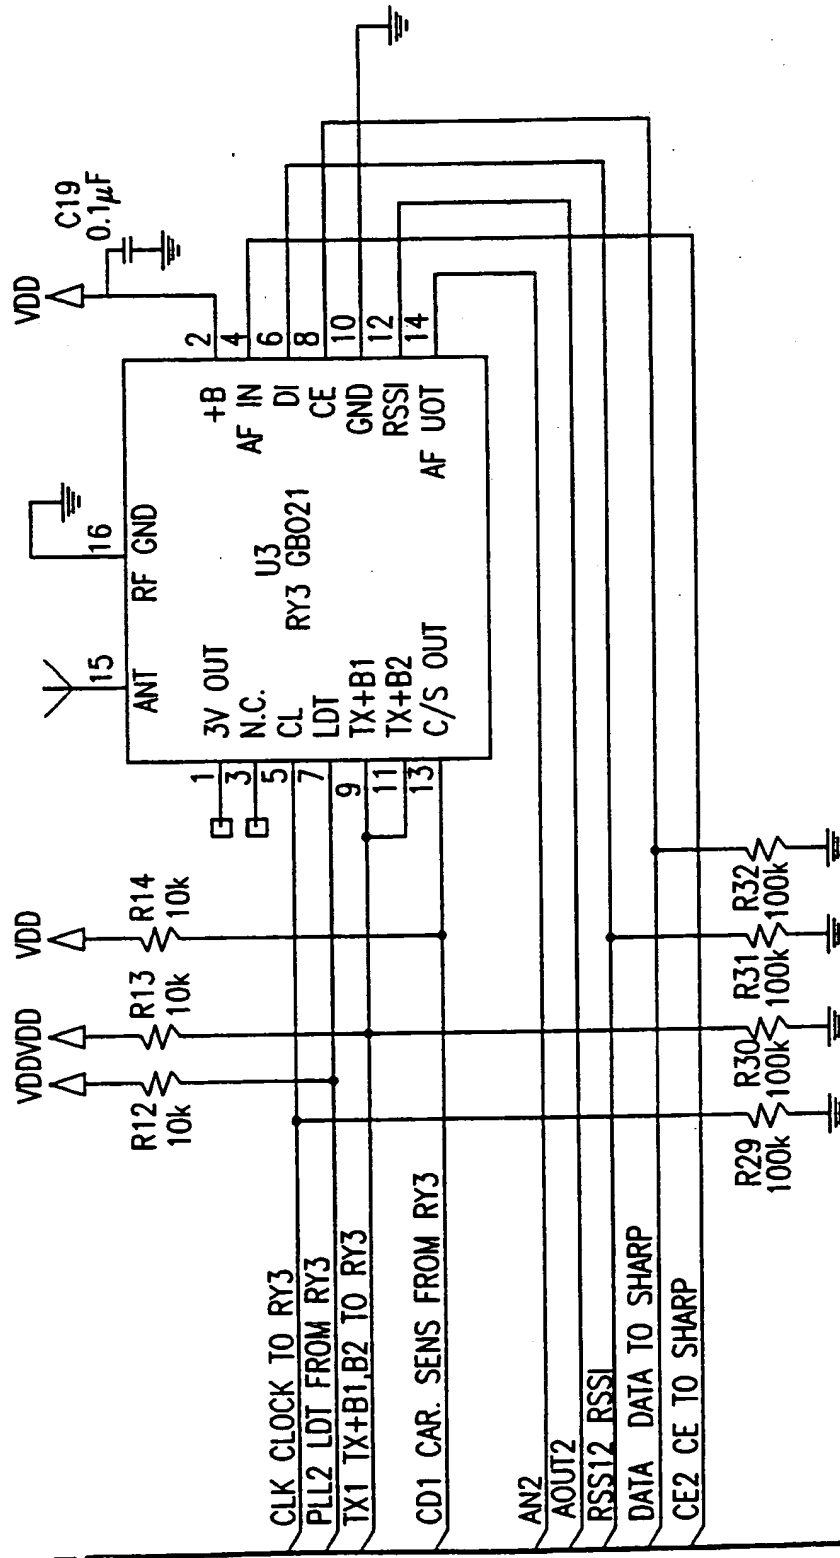 VDD
C19
0.1μF
2
4
6
8
10
12
14
+B
AF IN
DI
CE
GND
RSSI
AF UOT
16
RF GND
U3
RY3 GB021
15
ANT
3V OUT
N.C.
CL
LDT
TX+B1
TX+B2
C/S OUT
1
3
5
7
9
11
13
VDD
R14
10k
VDDVDD
R13
10k
R12
10k
R32
100k
R31
100k
R30
100k
R29
100k
CLK CLOCK TO RY3
PLL2 LDT FROM RY3
TX1 TX+B1,B2 TO RY3
CD1 CAR. SENS FROM RY3
AN2
AOUT2
RSS12 RSSI
DATA DATA TO SHARP
CE2 CE TO SHARP